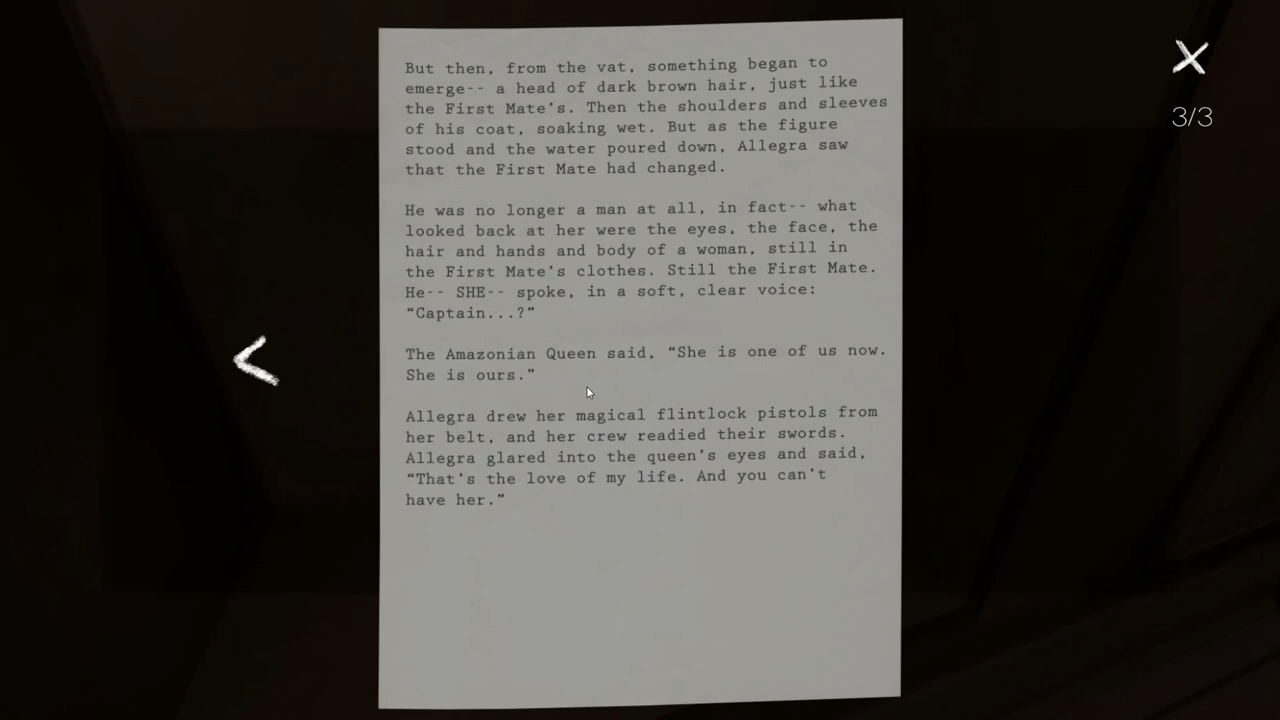 But then, from the vat, something began to
emerge-- a head of dark brown hair, just like
the First Mate's. Then the shoulders and sleeves
of his coat, soaking wet. But as the figure
stood and the water poured down, Allegra saw
that the First Mate had changed.
He was no longer a man at all, in fact-- what
looked back at her were the eyes, the face, the
hair and hands and body of a woman, still in
the First Mate's clothes. Still the First Mate.
He-- SHE-- spoke, in a soft, clear voice:
“Captain...?”
The Amazonian Queen said, “She is one of us now.
She is ours.”
Allegra drew her magical flintlock pistols from
her belt, and her crew readied their swords.
Allegra glared into the queen's eyes and said,
“That's the love of my life. And you can't
have her.”
3/3